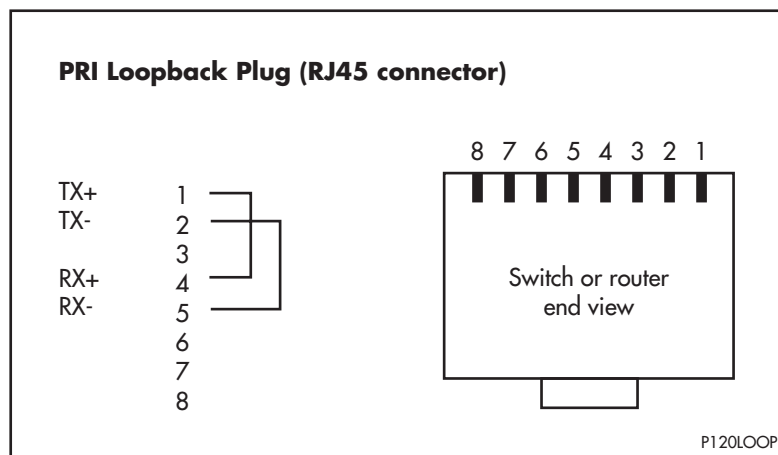 PRI Loopback Plug (RJ45 connector)
TX+ 1
TX- 2
3
RX+ 4
RX- 5
6
7
8
8 7 6 5 4 3 2 1
Switch or router
end view
P120LOOP